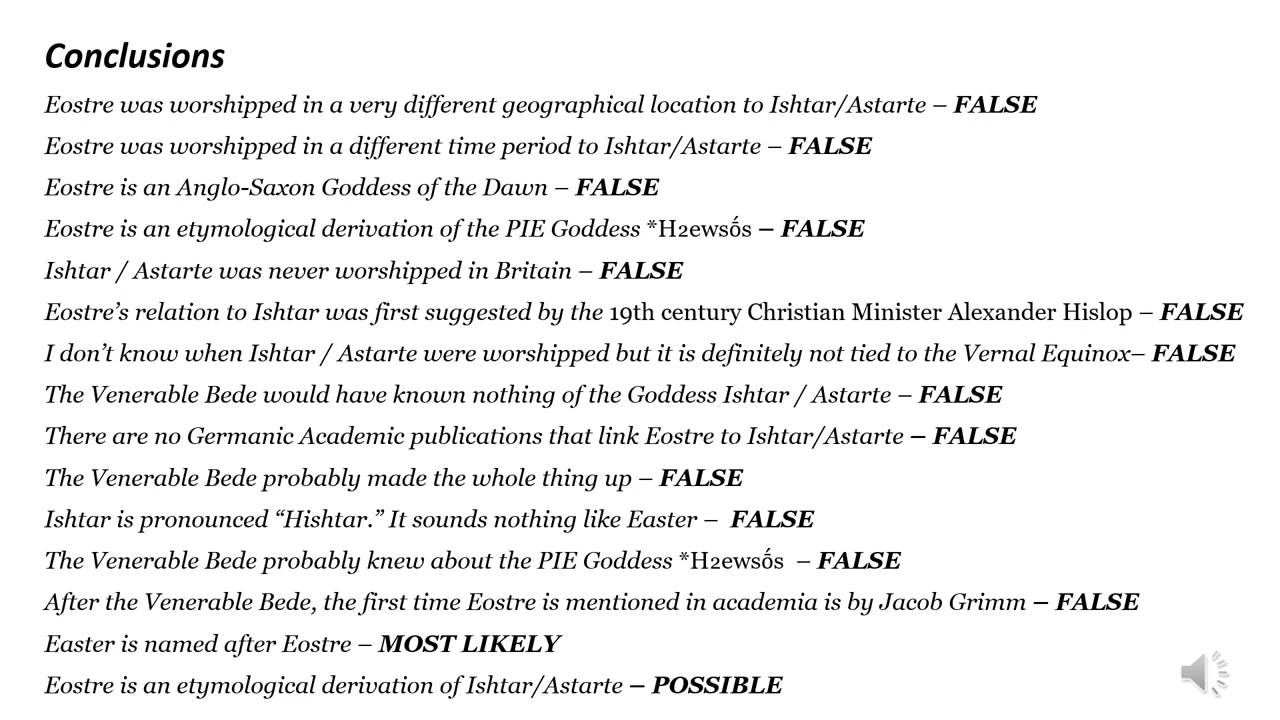 Conclusions
Eostre was worshipped in a very different geographical location to Ishtar/Astarte – FALSE
Eostre was worshipped in a different time period to Ishtar/Astarte – FALSE
Eostre is an Anglo-Saxon Goddess of the Dawn – FALSE
Eostre is an etymological derivation of the PIE Goddess *H2ewsṓs – FALSE
Ishtar / Astarte was never worshipped in Britain – FALSE
Eostre’s relation to Ishtar was first suggested by the 19th century Christian Minister Alexander Hislop – FALSE
I don’t know when Ishtar / Astarte were worshipped but it is definitely not tied to the Vernal Equinox– FALSE
The Venerable Bede would have known nothing of the Goddess Ishtar / Astarte – FALSE
There are no Germanic Academic publications that link Eostre to Ishtar/Astarte – FALSE
The Venerable Bede probably made the whole thing up – FALSE
Ishtar is pronounced “Hishtar.” It sounds nothing like Easter – FALSE
The Venerable Bede probably knew about the PIE Goddess *H2ewsṓs – FALSE
After the Venerable Bede, the first time Eostre is mentioned in academia is by Jacob Grimm – FALSE
Easter is named after Eostre – MOST LIKELY
Eostre is an etymological derivation of Ishtar/Astarte – POSSIBLE